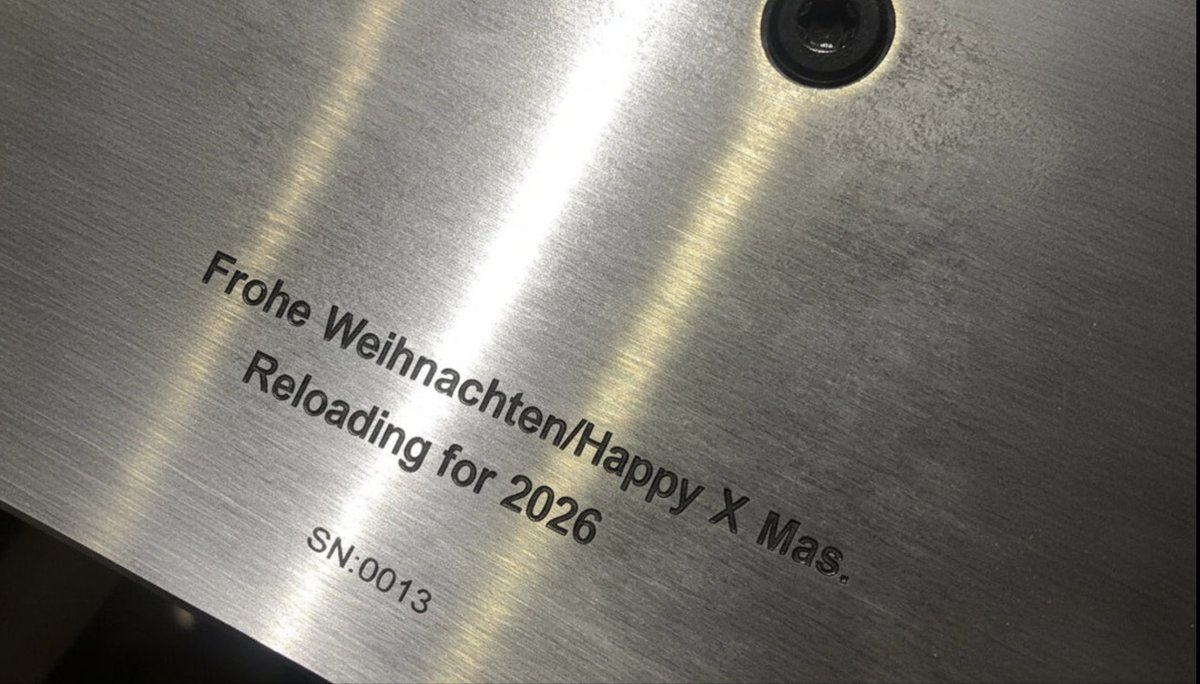 Frohe Weihnachten/Happy X Mas.
Reloading for 2026
SN:0013